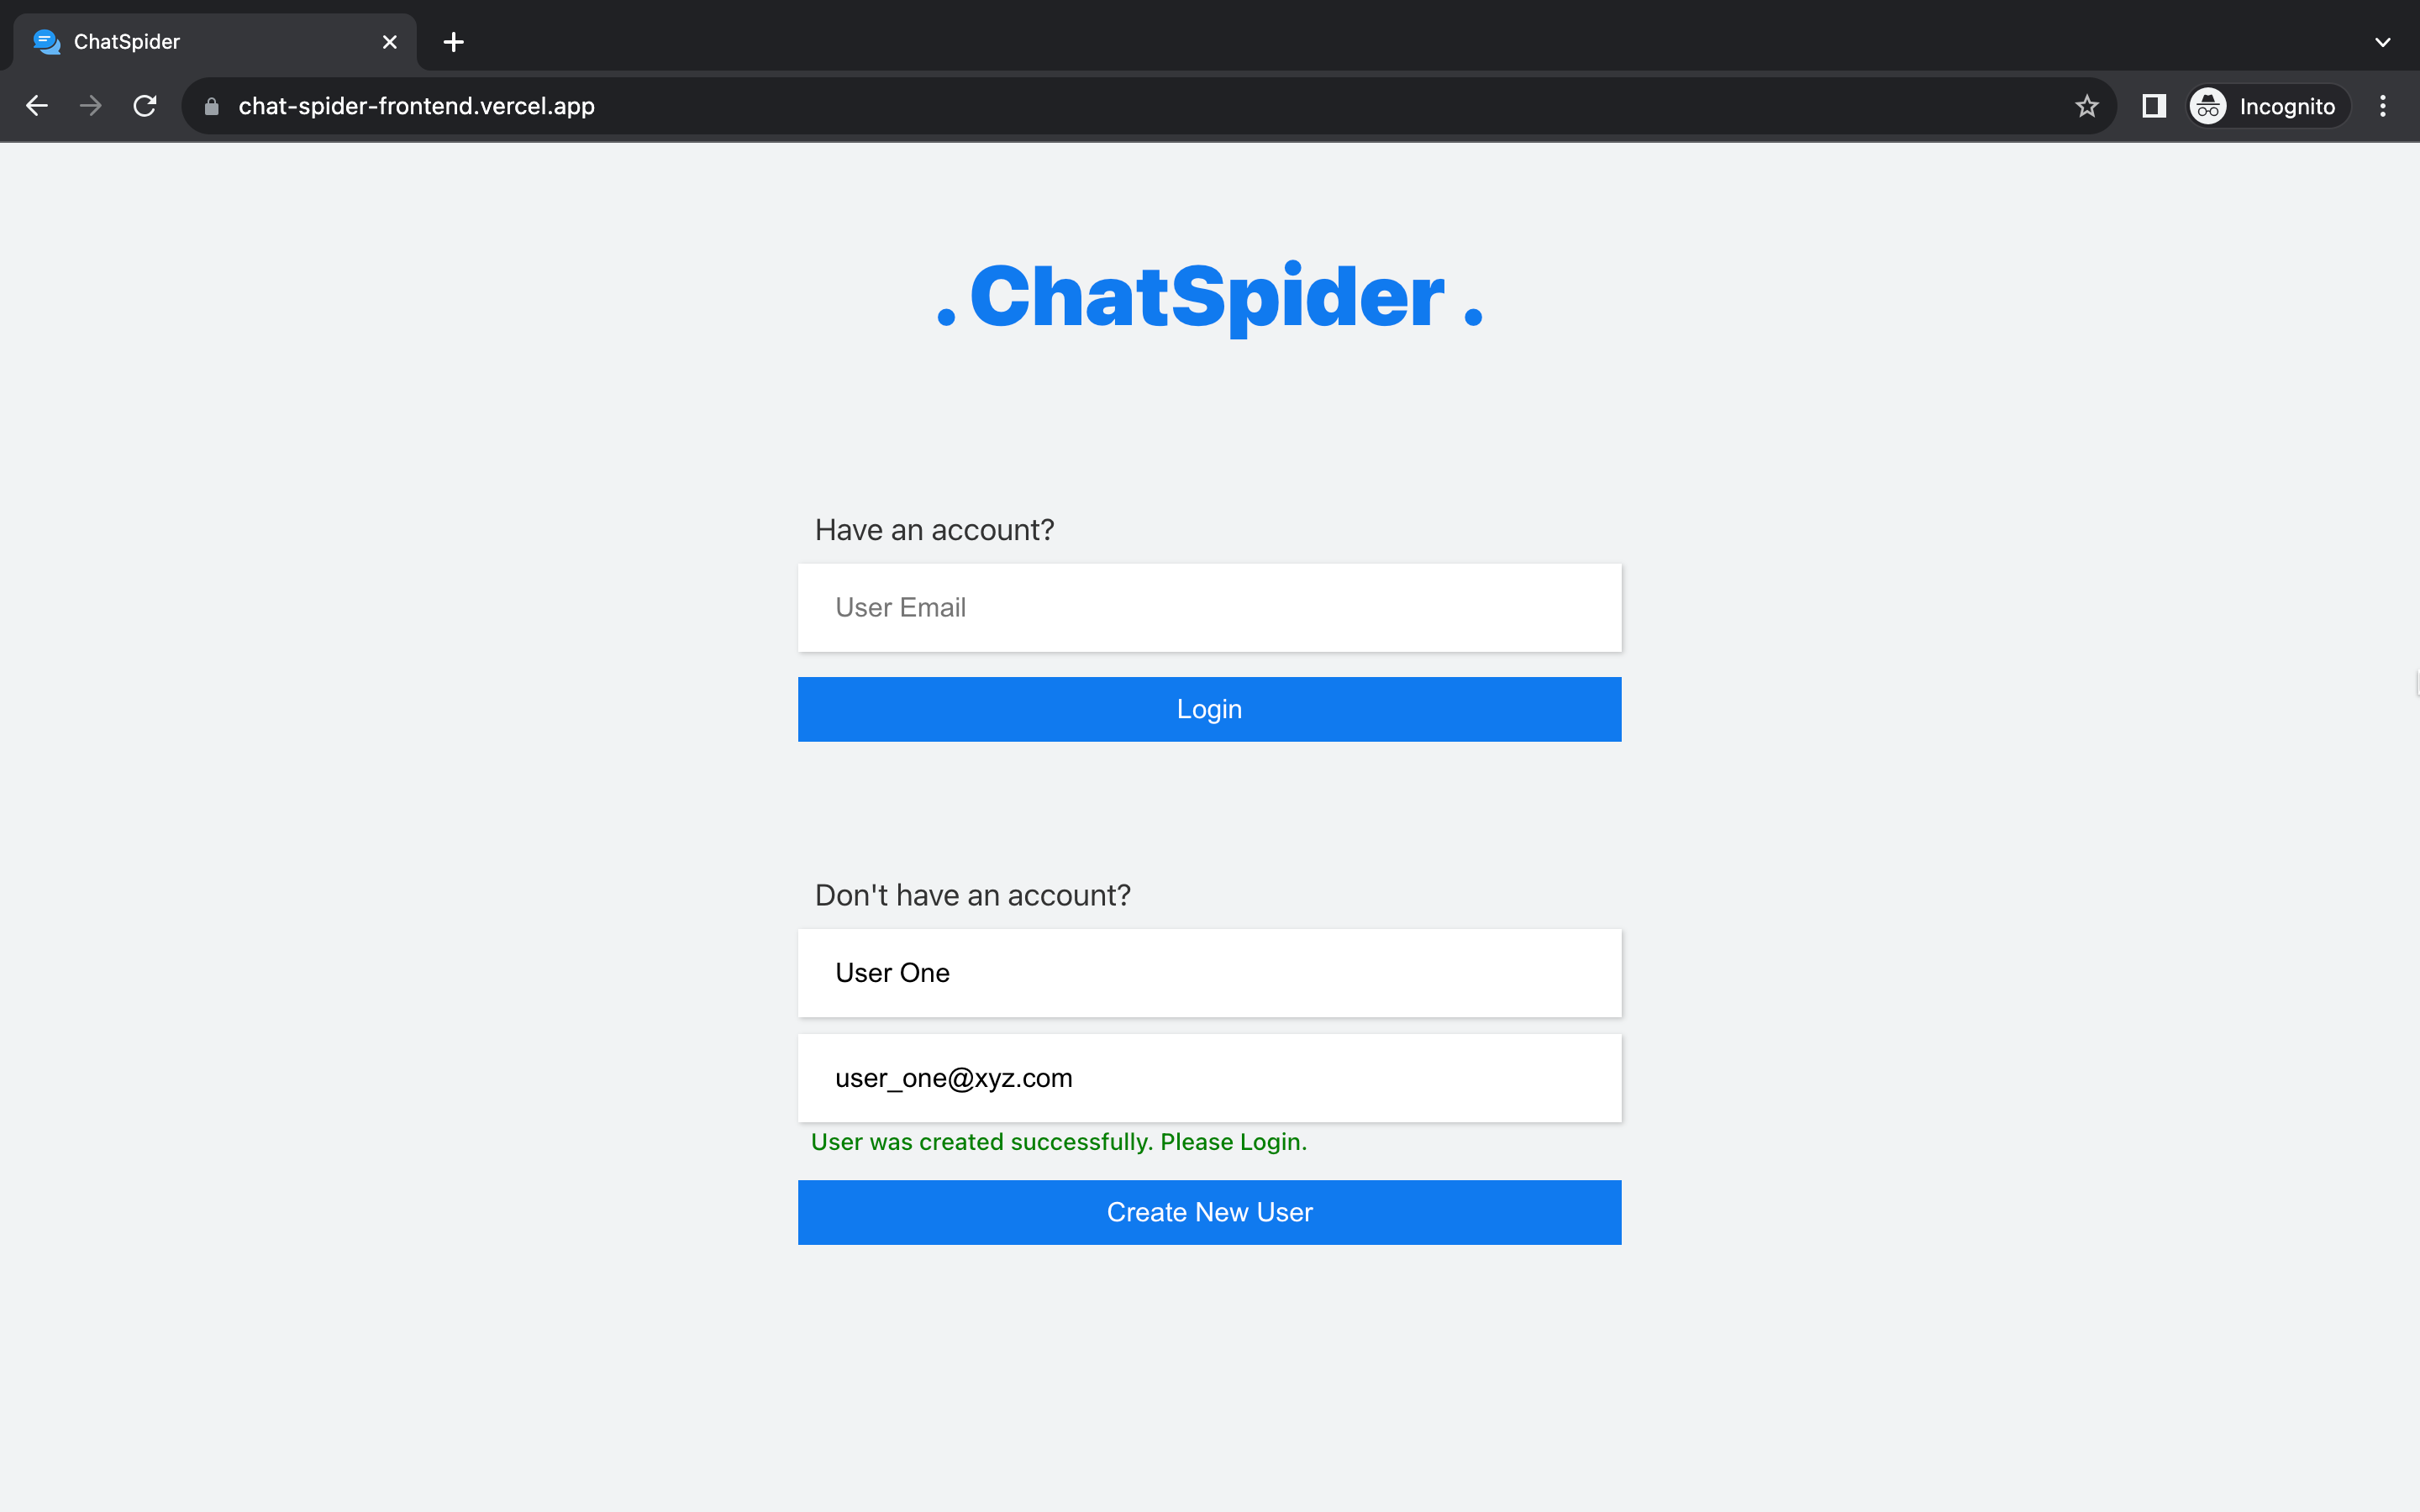 ChatSpider
chat-spider-frontend.vercel.app
Incognito
. ChatSpider .
Have an account?
User Email
Login
Don't have an account?
User One
user_one@xyz.com
User was created successfully. Please Login.
Create New User